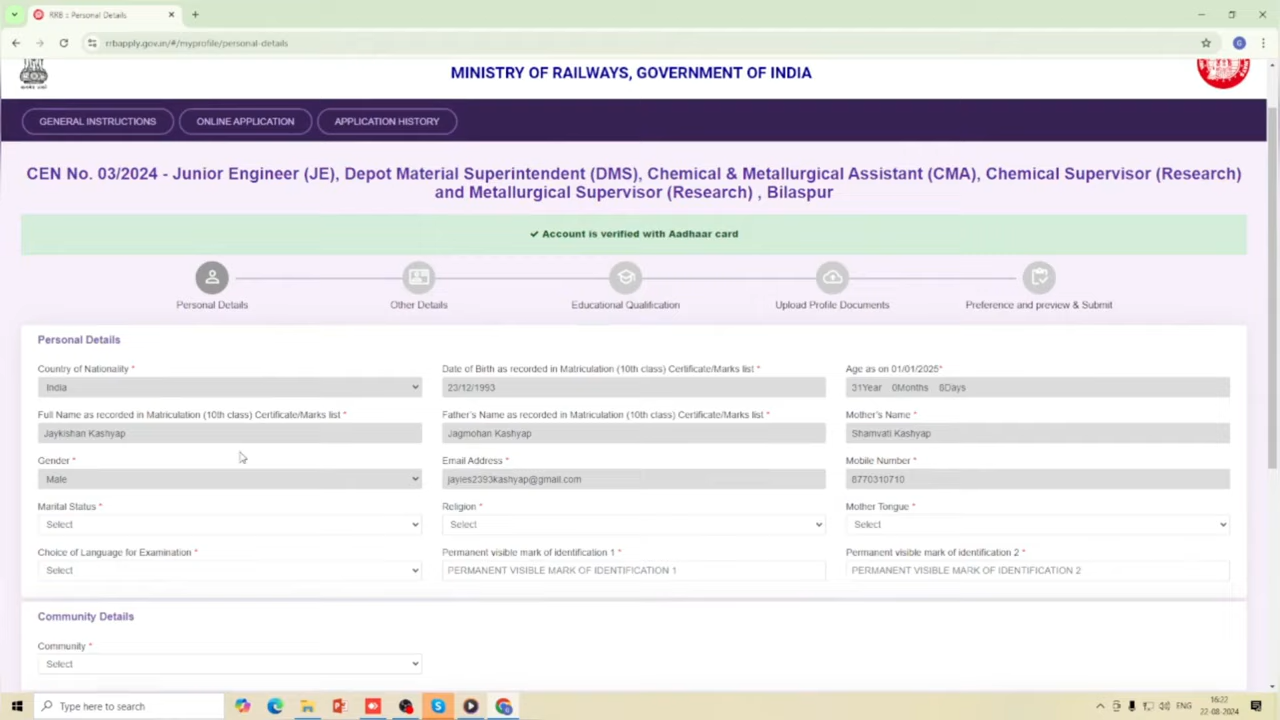 RRB :: Personal Details
rrbapply.gov.in/#/myprofile/personal-details
G
MINISTRY OF RAILWAYS, GOVERNMENT OF INDIA
GENERAL INSTRUCTIONS ONLINE APPLICATION APPLICATION HISTORY
CEN No. 03/2024 - Junior Engineer (JE), Depot Material Superintendent (DMS), Chemical & Metallurgical Assistant (CMA), Chemical Supervisor (Research)
and Metallurgical Supervisor (Research) , Bilaspur
✔ Account is verified with Aadhaar card
Personal Details Other Details Educational Qualification Upload Profile Documents Preference and preview & Submit
Personal Details
Country of Nationality * Date of Birth as recorded in Matriculation (10th class) Certificate/Marks list * Age as on 01/01/2025*
India 23/12/1993 31Year 0Months 8Days
Full Name as recorded in Matriculation (10th class) Certificate/Marks list * Father's Name as recorded in Matriculation (10th class) Certificate/Marks list * Mother's Name *
Jaykishan Kashyap Jagmohan Kashyap Shamvati Kashyap
Gender * Email Address * Mobile Number *
Male jayies2393kashyap@gmail.com 8770310710
Marital Status * Religion * Mother Tongue *
Select Select Select
Choice of Language for Examination * Permanent visible mark of identification 1 * Permanent visible mark of identification 2 *
Select PERMANENT VISIBLE MARK OF IDENTIFICATION 1 PERMANENT VISIBLE MARK OF IDENTIFICATION 2
Community Details
Community *
Select
Type here to search
ENG 16:22
22-08-2024